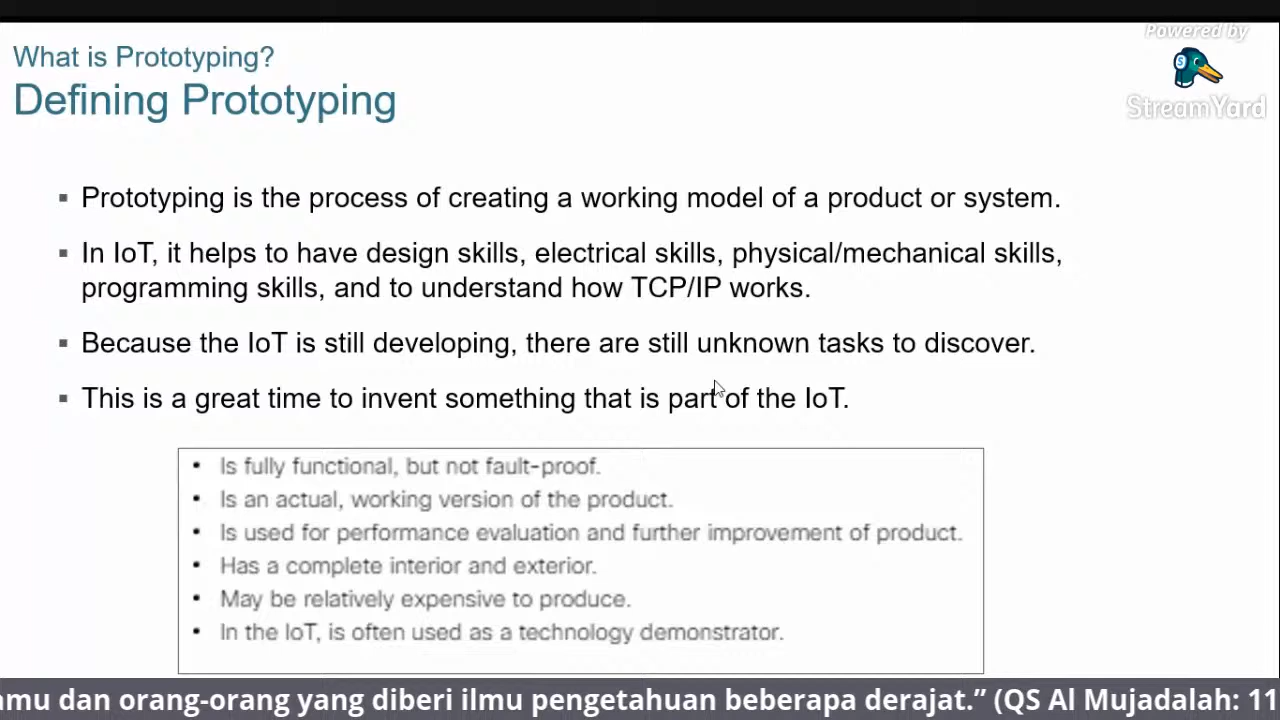 What is Prototyping?
Defining Prototyping
Powered by
StreamYard
▪ Prototyping is the process of creating a working model of a product or system.
▪ In IoT, it helps to have design skills, electrical skills, physical/mechanical skills,
programming skills, and to understand how TCP/IP works.
▪ Because the IoT is still developing, there are still unknown tasks to discover.
▪ This is a great time to invent something that is part of the IoT.
• Is fully functional, but not fault-proof.
• Is an actual, working version of the product.
• Is used for performance evaluation and further improvement of product.
• Has a complete interior and exterior.
• May be relatively expensive to produce.
• In the IoT, is often used as a technology demonstrator.
amu dan orang-orang yang diberi ilmu pengetahuan beberapa derajat.” (QS Al Mujadalah: 11